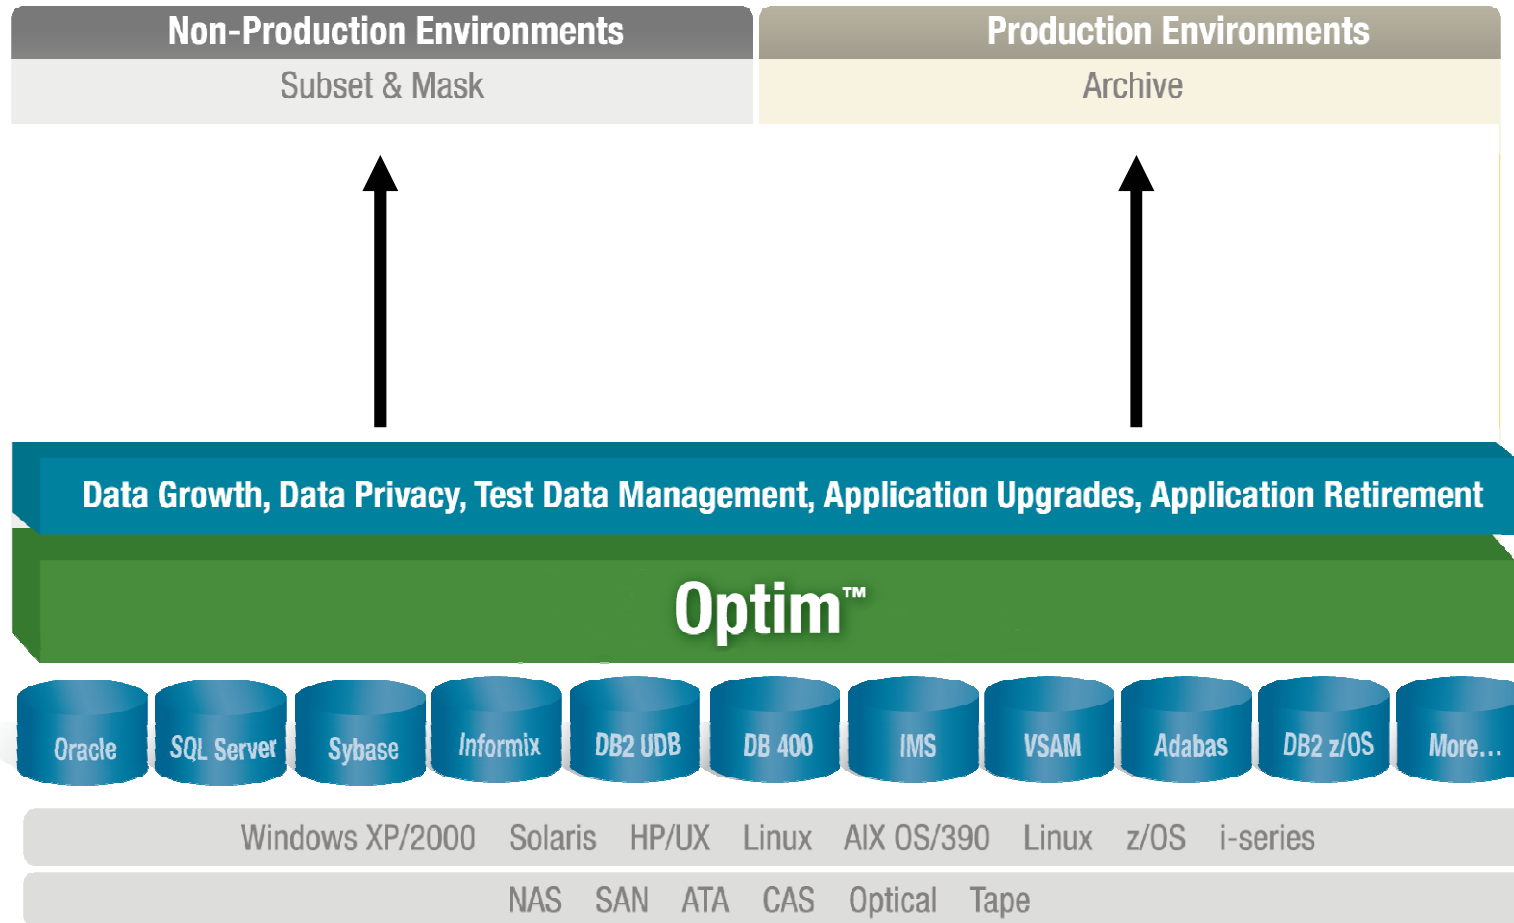 Non-Production Environments
Production Environments
Subset & Mask
Archive
Data Growth, Data Privacy, Test Data Management, Application Upgrades, Application Retirement
Optim™
Oracle SQL Server Sybase Informix DB2 UDB DB 400 IMS VSAM Adabas DB2 z/OS More...
Windows XP/2000 Solaris HP/UX Linux AIX OS/390 Linux z/OS i-series
NAS SAN ATA CAS Optical Tape